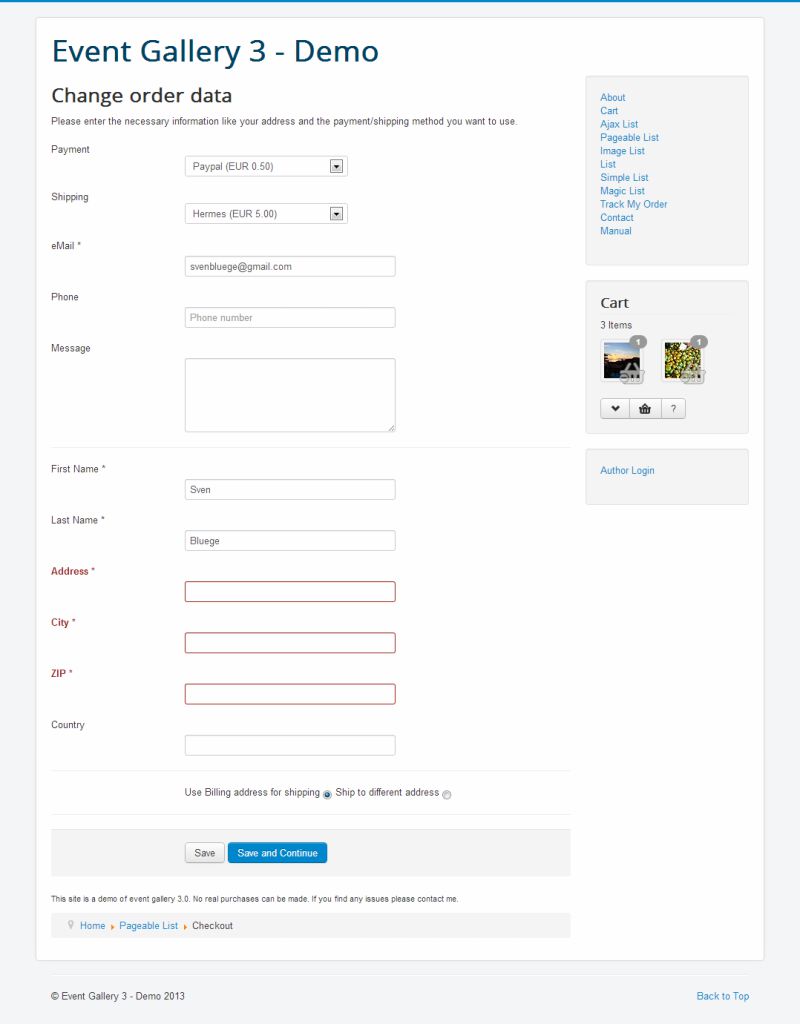 Event Gallery 3 - Demo
Change order data
Please enter the necessary information like your address and the payment/shipping method you want to use.
Payment
Paypal (EUR 0.50)
Shipping
Hermes (EUR 5.00)
eMail *
svenbluege@gmail.com
Phone
Phone number
Message
First Name *
Sven
Last Name *
Bluege
Address *
City *
ZIP *
Country
Use Billing address for shipping Ship to different address
Save Save and Continue
This site is a demo of event gallery 3.0. No real purchases can be made. If you find any issues please contact me.
Home Pageable List Checkout
About
Cart
Ajax List
Pageable List
Image List
List
Simple List
Magic List
Track My Order
Contact
Manual
Cart
3 Items
1 1
?
Author Login
© Event Gallery 3 - Demo 2013
Back to Top